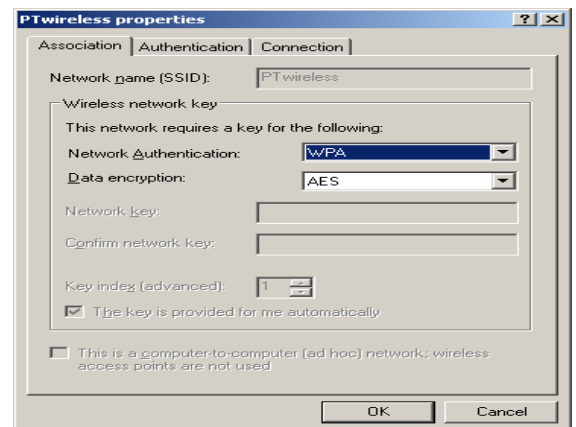 PTwireless properties
Association Authentication Connection
Network name (SSID): PTwireless
Wireless network key
This network requires a key for the following:
Network Authentication: WPA
Data encryption: AES
Network key:
Confirm network key:
Key index (advanced): 1
The key is provided for me automatically
This is a computer-to-computer (ad hoc) network; wireless
access points are not used
OK Cancel